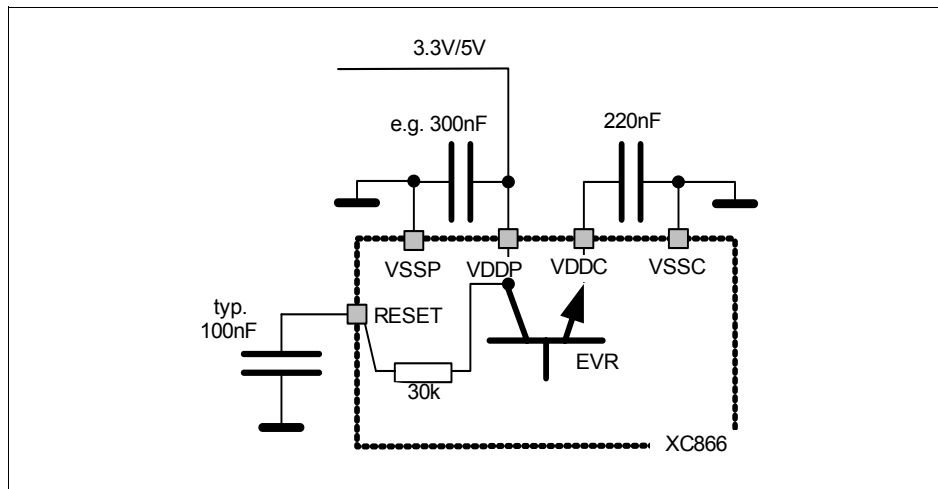 3.3V/5V
e.g. 300nF
220nF
VSSP
VDDP
VDDC
VSSC
typ.
100nF
RESET
EVR
30k
XC866